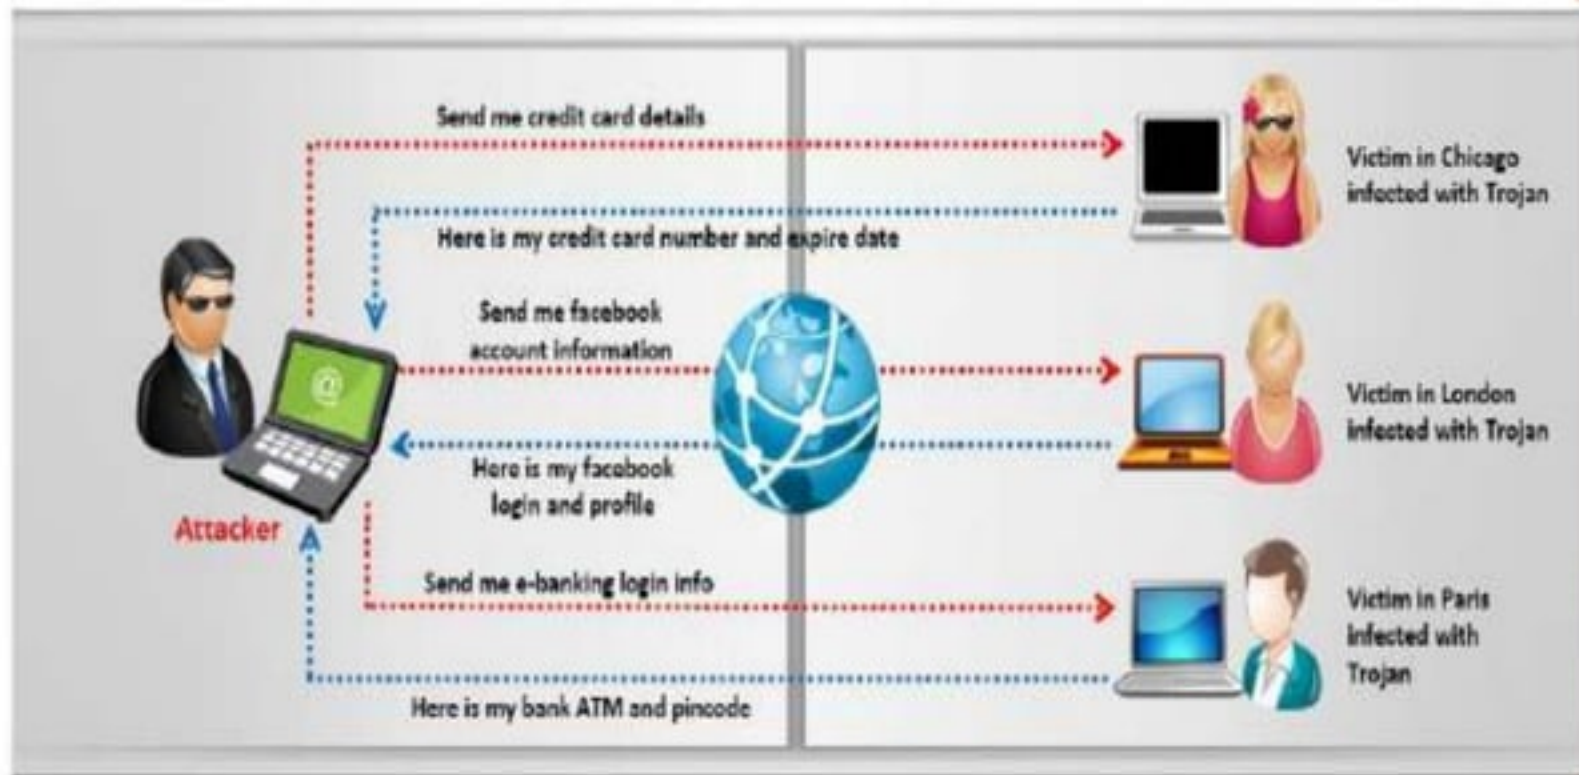 Send me credit card details
Victim in Chicago
infected with Trojan
Here is my credit card number and expire date
Send me facebook
account information
@
Victim in London
infected with Trojan
Here is my facebook
login and profile
Attacker
Send me e-banking login info
Victim in Paris
infected with
Trojan
Here is my bank ATM and pincode